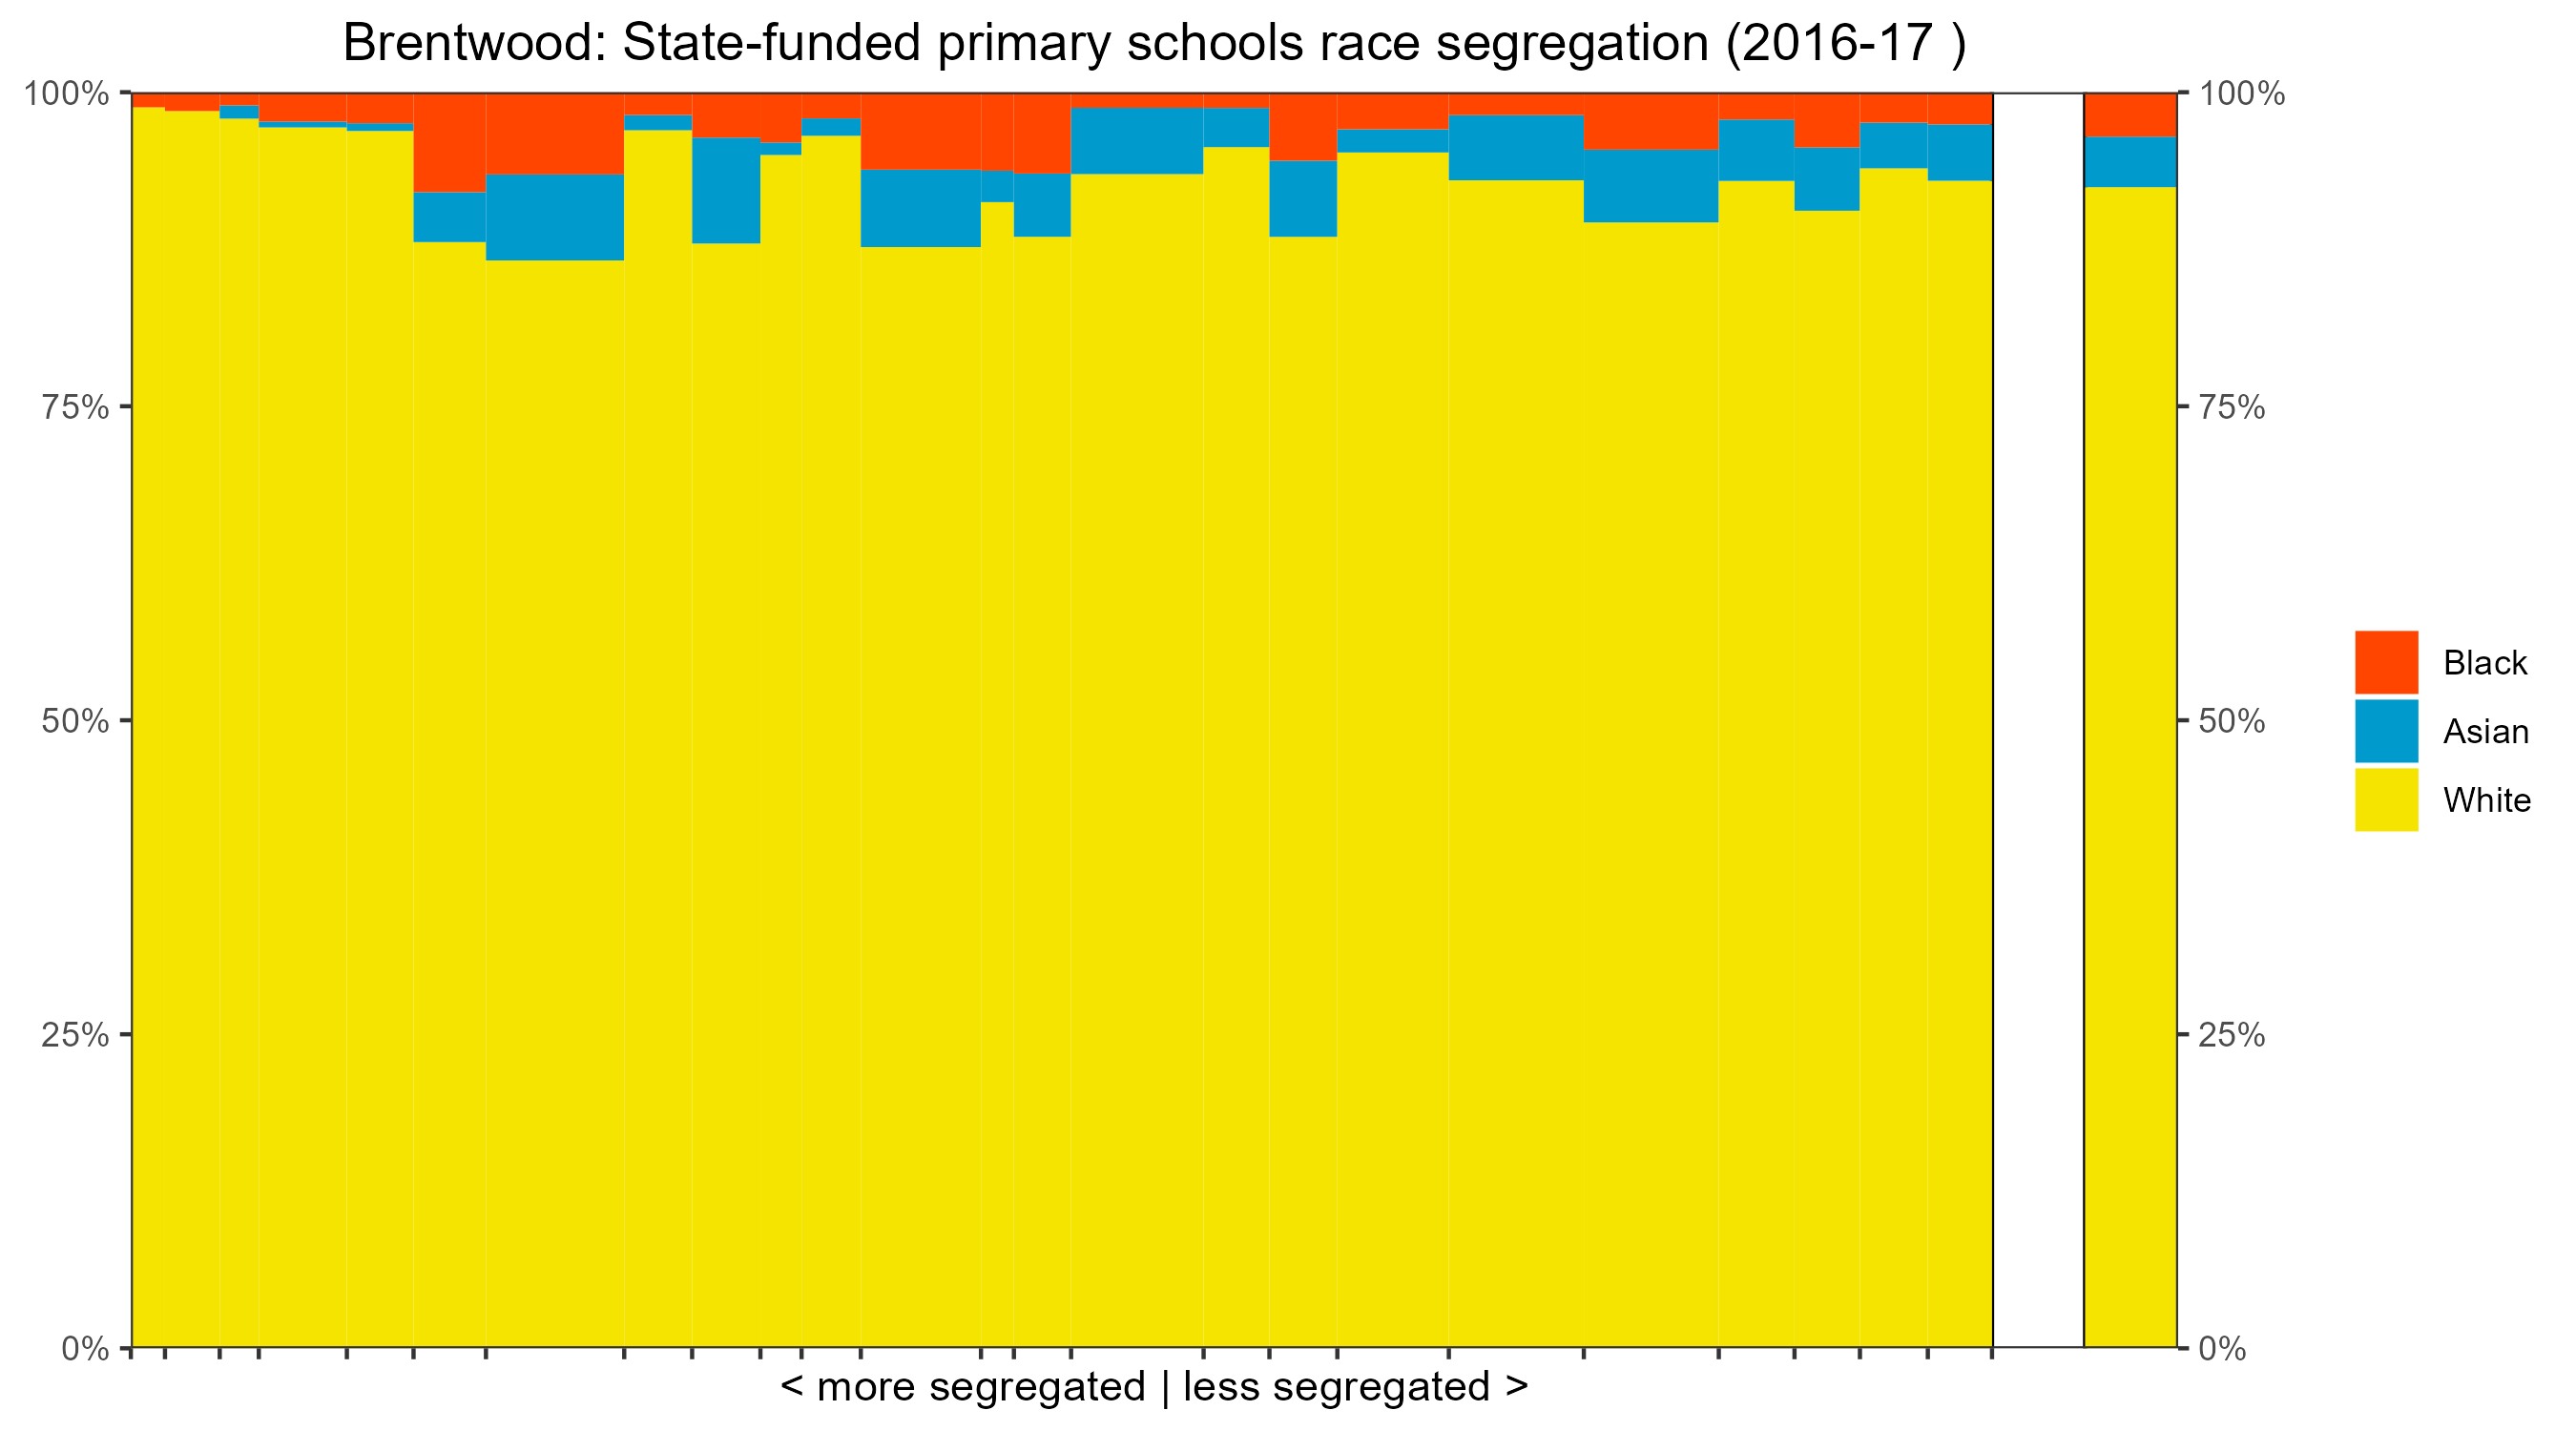 Brentwood: State-funded primary schools race segregation (2016-17 )
100%
75%
50%
25%
0%
100%
75%
50%
25%
0%
Black
Asian
White
< more segregated | less segregated >